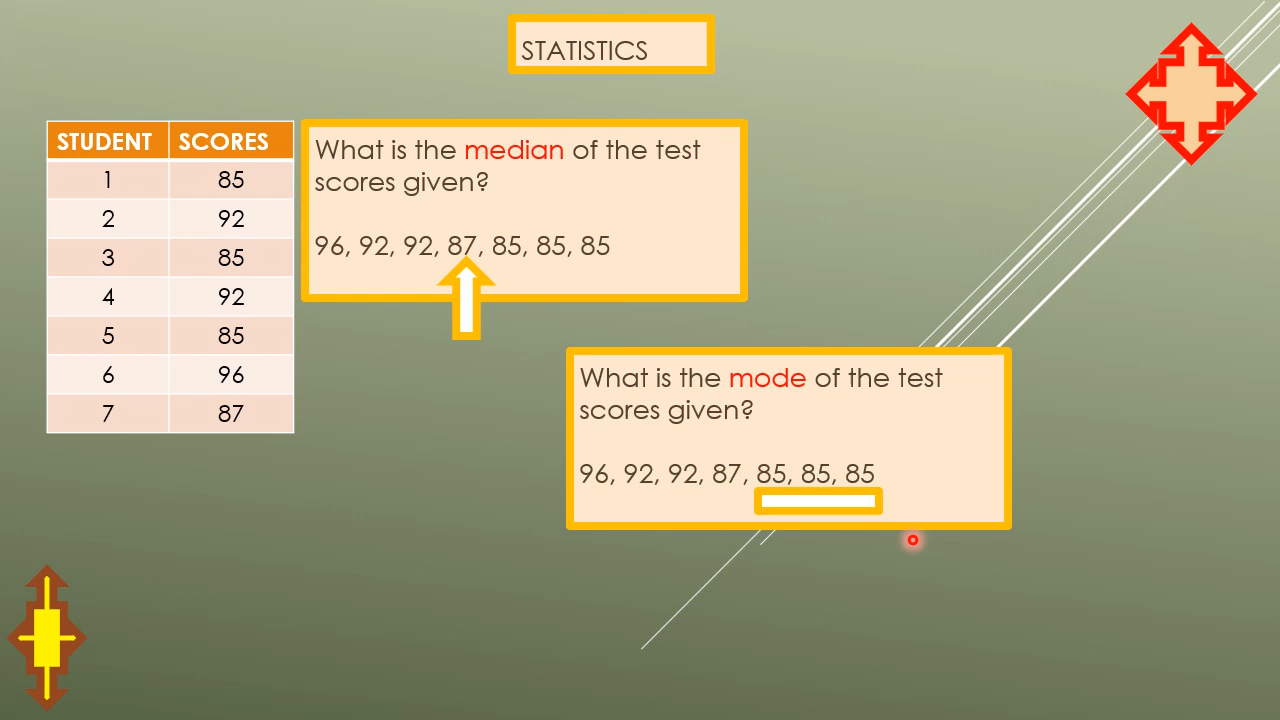 STATISTICS
STUDENT SCORES
1 85
2 92
3 85
4 92
5 85
6 96
7 87
What is the median of the test
scores given?
96, 92, 92, 87, 85, 85, 85
What is the mode of the test
scores given?
96, 92, 92, 87, 85, 85, 85